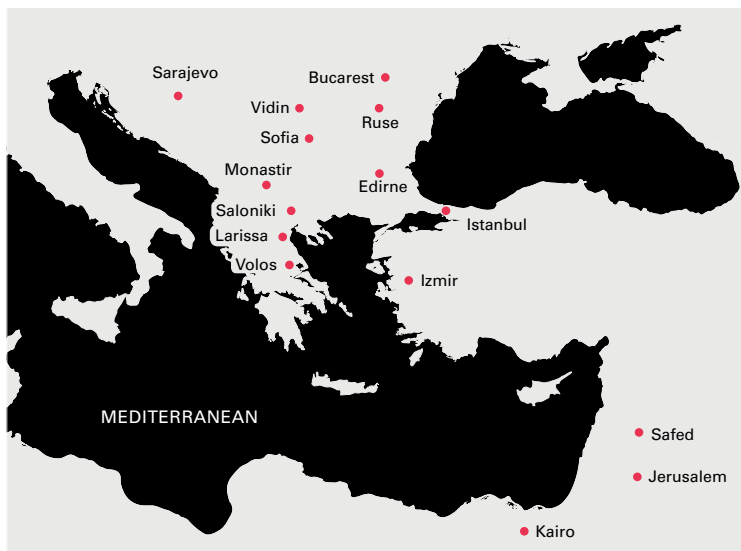 Sarajevo
Bucarest
Vidin
Ruse
Sofia
Monastir
Edirne
Saloniki
Istanbul
Larissa
Volos
Izmir
MEDITERRANEAN
Safed
Jerusalem
Kairo